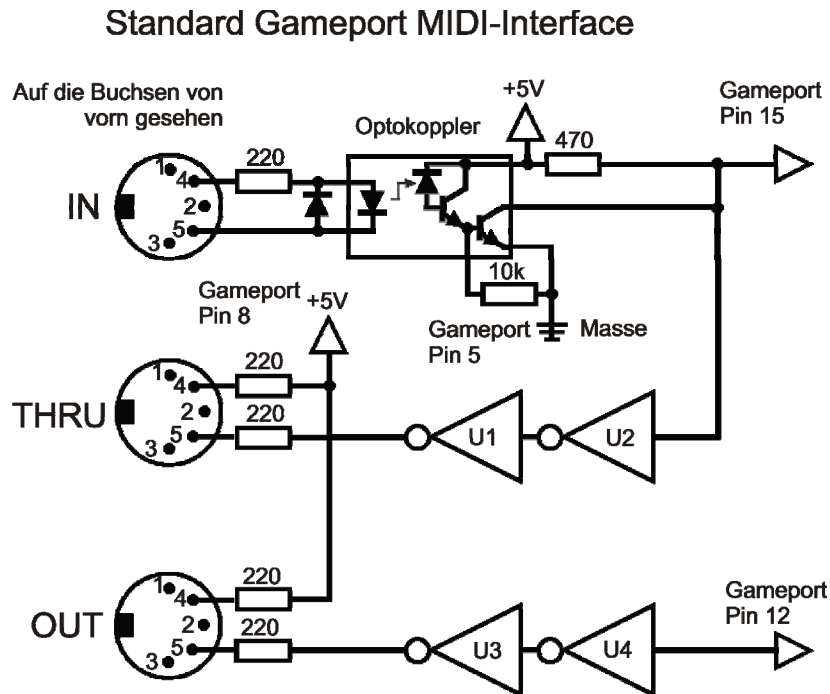 Standard Gameport MIDI-Interface
Auf die Buchsen von
vorn gesehen
+5V
Gameport
Pin 15
Optokoppler
470
220
IN
1
4
2
5
3
10k
Gameport
Pin 8
+5V
Gameport
Pin 5
Masse
THRU
1
4
2
5
3
220
220
U1
U2
OUT
1
4
2
5
3
220
220
U3
U4
Gameport
Pin 12